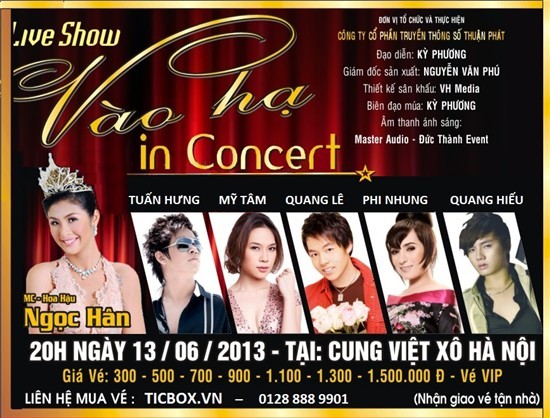 Live Show
Vào hạ
in Concert
ĐƠN VỊ TỔ CHỨC VÀ THỰC HIỆN
CÔNG TY CỔ PHẦN TRUYỀN THÔNG SỐ THUẬN PHÁT
Đạo diễn: KỲ PHƯƠNG
Giám đốc sản xuất: NGUYỄN VĂN PHÚ
Thiết kế sân khấu: VH Media
Biên đạo múa: KỲ PHƯƠNG
Âm thanh ánh sáng:
Master Audio - Đức Thành Event
TUẤN HƯNG MỸ TÂM QUANG LÊ PHI NHUNG QUANG HIẾU
MC - Hoa Hậu
Ngọc Hân
20H NGÀY 13 / 06 / 2013 - TẠI: CUNG VIỆT XÔ HÀ NỘI
Giá Vé: 300 - 500 - 700 - 900 - 1.100 - 1.300 - 1.500.000 Đ - Vé VIP
LIÊN HỆ MUA VÉ : TICBOX.VN – 0128 888 9901 (Nhận giao vé tận nhà)